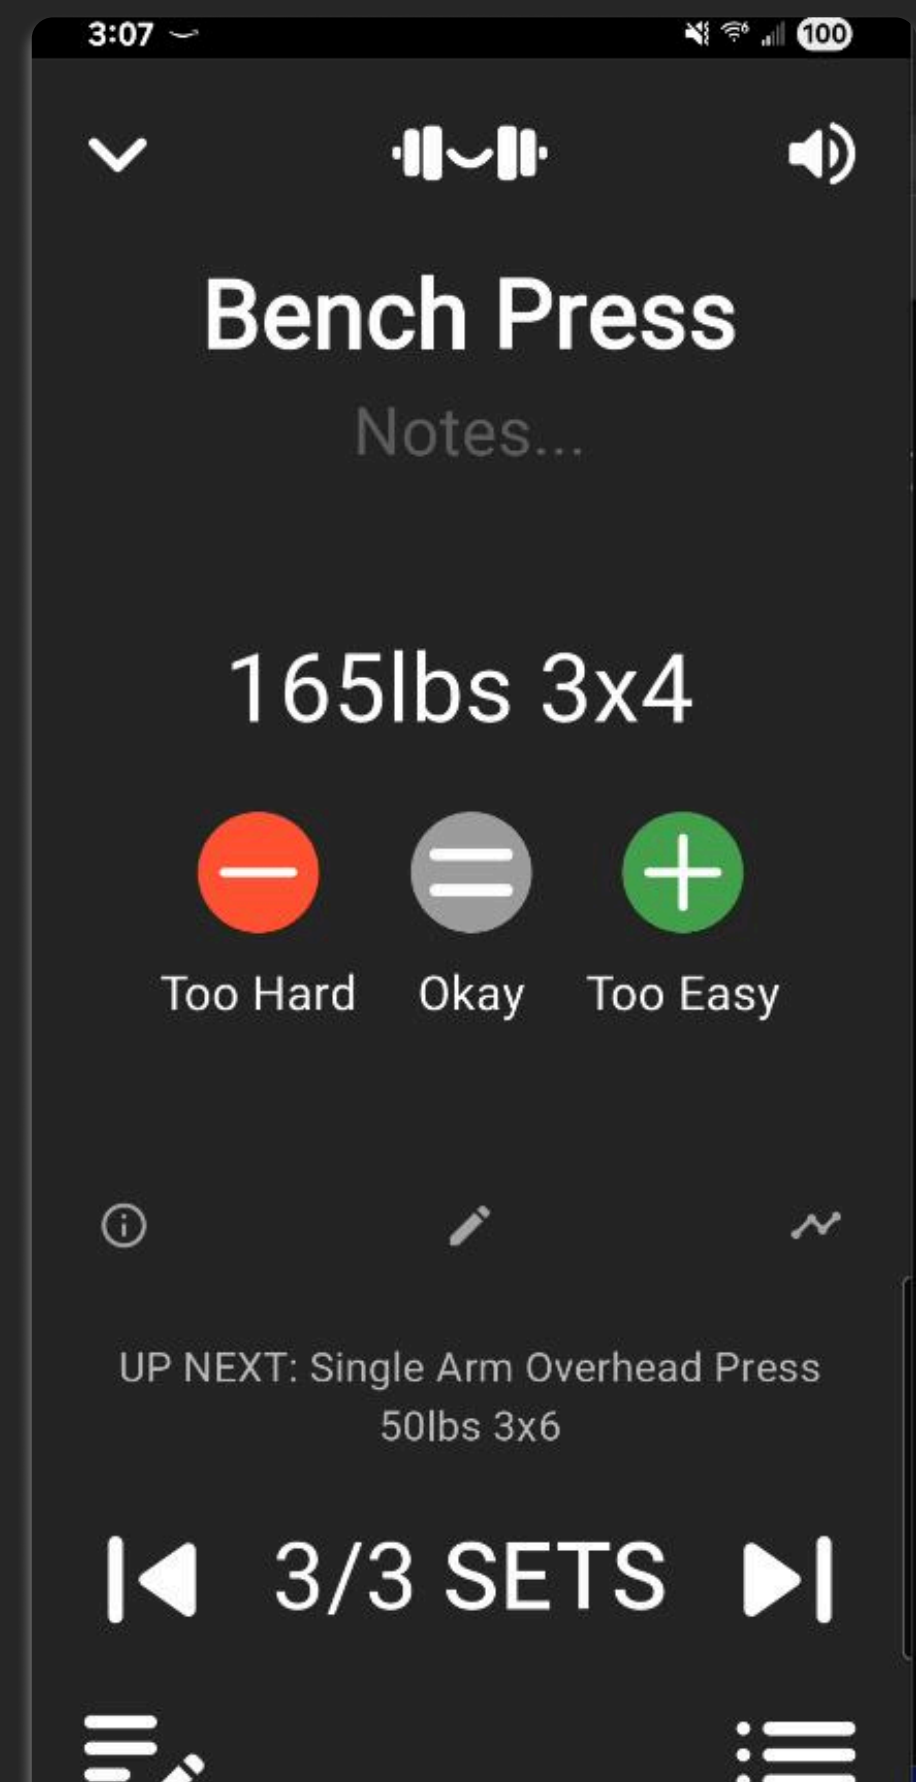 3:07
100
Bench Press
Notes...
165lbs 3x4
Too Hard Okay Too Easy
UP NEXT: Single Arm Overhead Press
50lbs 3x6
3/3 SETS